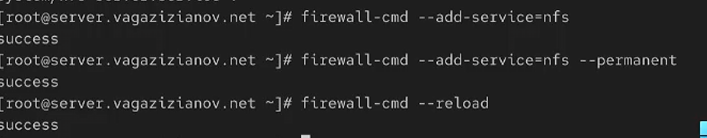 [root@server.vagazizianov.net ~]# firewall-cmd --add-service=nfs
success
[root@server.vagazizianov.net ~]# firewall-cmd --add-service=nfs --permanent
success
[root@server.vagazizianov.net ~]# firewall-cmd --reload
success